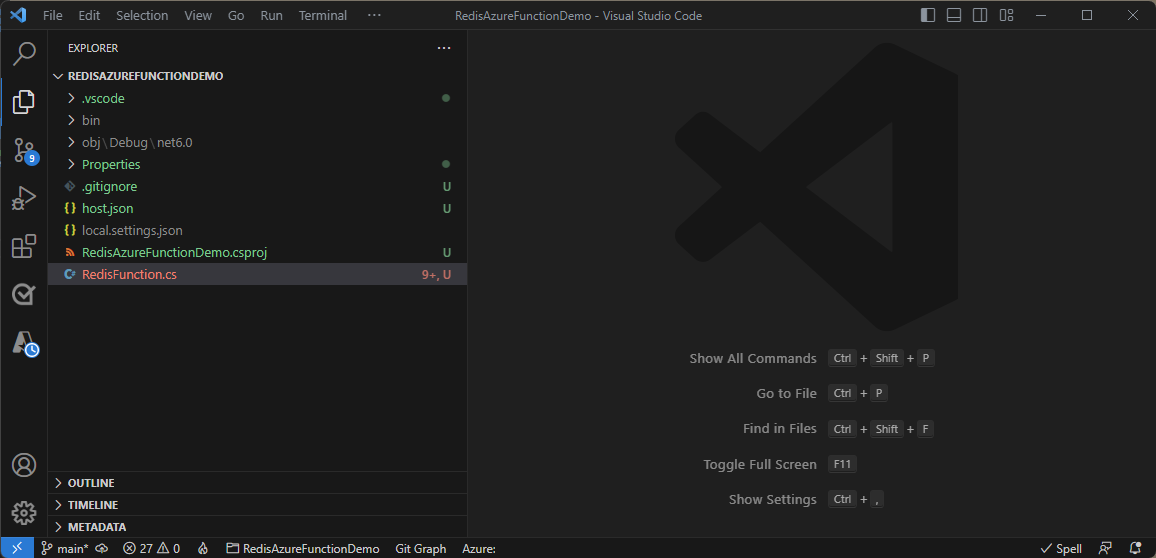 File Edit Selection View Go Run Terminal ··· RedisAzureFunctionDemo - Visual Studio Code
EXPLORER ···
REDISAZUREFUNCTIONDEMO
.vscode
bin
obj\Debug\net6.0
Properties
.gitignore U
host.json U
local.settings.json
RedisAzureFunctionDemo.csproj U
C# RedisFunction.cs 9+, U
9
Show All Commands Ctrl + Shift + P
Go to File Ctrl + P
Find in Files Ctrl + Shift + F
Toggle Full Screen F11
Show Settings Ctrl + ,
OUTLINE
TIMELINE
METADATA
main* 27 0 RedisAzureFunctionDemo Git Graph Azure: Spell